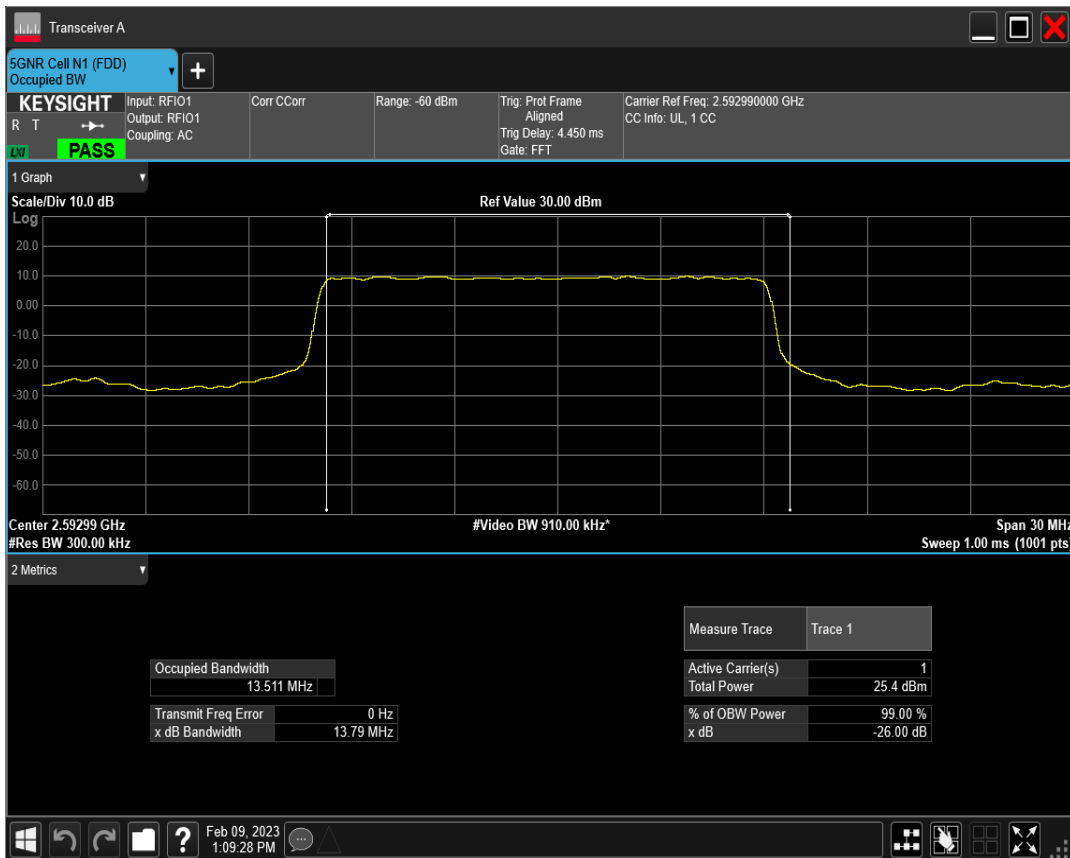 Transceiver A
5GNR Cell N1 (FDD)
Occupied BW
KEYSIGHT
R T
LXI
PASS
Input: RFIO1
Output: RFIO1
Coupling: AC
Corr CCorr
Range: -60 dBm
Trig: Prot Frame
Aligned
Trig Delay: 4.450 ms
Gate: FFT
Carrier Ref Freq: 2.592990000 GHz
CC Info: UL, 1 CC
1 Graph
Scale/Div 10.0 dB
Ref Value 30.00 dBm
Log
20.0
10.0
0.00
-10.0
-20.0
-30.0
-40.0
-50.0
-60.0
Center 2.59299 GHz
#Video BW 910.00 kHz*
Span 30 MHz
#Res BW 300.00 kHz
Sweep 1.00 ms (1001 pts)
2 Metrics
Measure Trace Trace 1
Occupied Bandwidth
13.511 MHz
Active Carrier(s) 1
Total Power 25.4 dBm
Transmit Freq Error 0 Hz
x dB Bandwidth 13.79 MHz
% of OBW Power 99.00 %
x dB -26.00 dB
?
Feb 09, 2023
1:09:28 PM